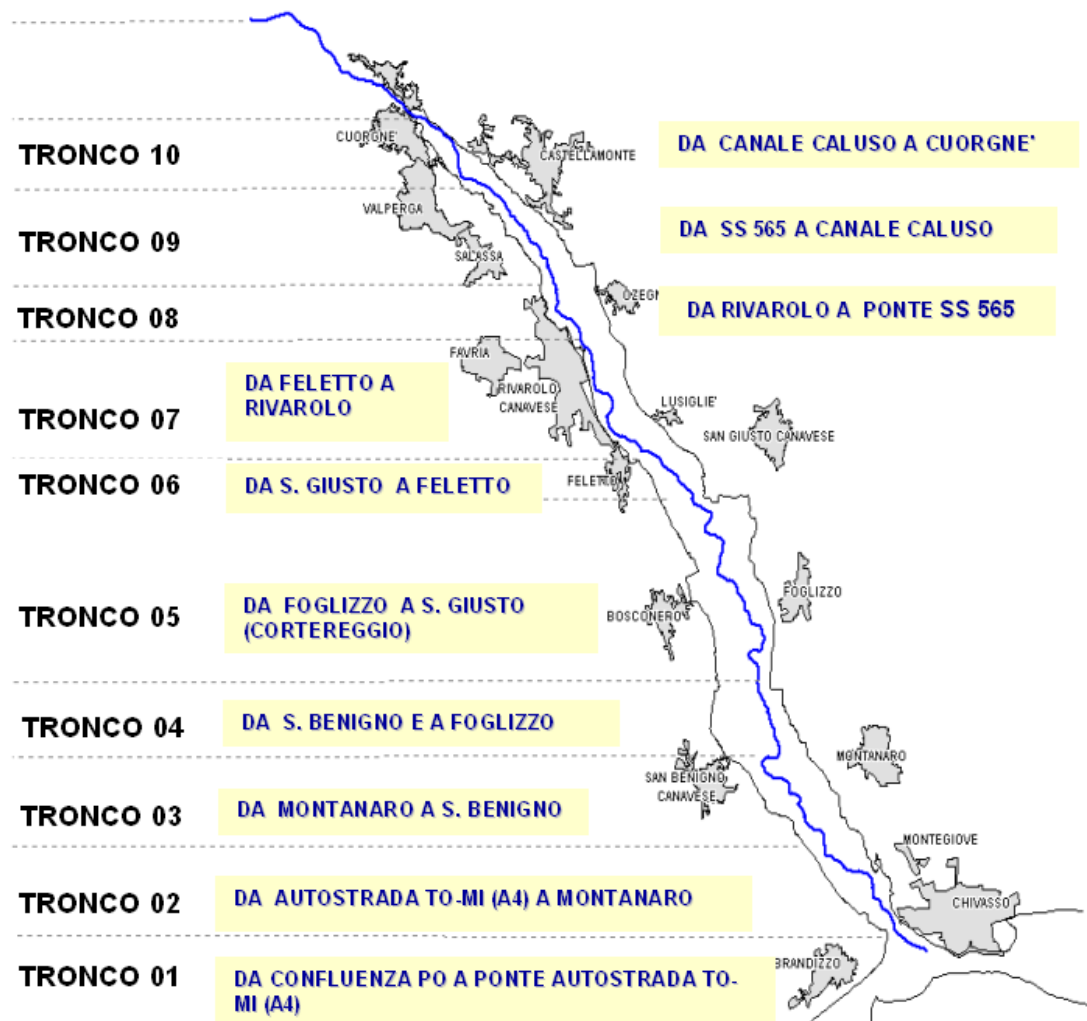 TRONCO 10
CUORGNE'
CASTELLAMONTE
DA CANALE CALUSO A CUORGNE'
VALPERGA
TRONCO 09
SALASSA
DA SS 565 A CANALE CALUSO
OZEGN
TRONCO 08
DA RIVAROLO A PONTE SS 565
FAVRIA
TRONCO 07
DA FELETTO A
RIVAROLO
RIVAROLO
CANAVESE
LUSIGLIE'
SAN GIUSTO CANAVESE
TRONCO 06
DA S. GIUSTO A FELETTO
FELETTO
TRONCO 05
DA FOGLIZZO A S. GIUSTO
(CORTEREGGIO)
BOSCONERO
FOGLIZZO
TRONCO 04
DA S. BENIGNO E A FOGLIZZO
MONTANARO
SAN BENIGNO
CANAVESE
TRONCO 03
DA MONTANARO A S. BENIGNO
MONTEGIOVE
TRONCO 02
DA AUTOSTRADA TO-MI (A4) A MONTANARO
CHIVASSO
TRONCO 01
DA CONFLUENZA PO A PONTE AUTOSTRADA TO-
MI (A4)
BRANDIZZO